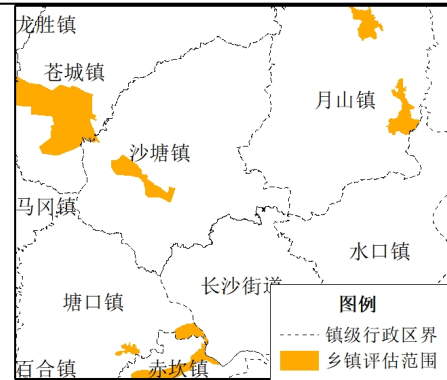 龙胜镇
苍城镇
月山镇
沙塘镇
马冈镇
水口镇
长沙街道
塘口镇
图例
镇级行政区界
乡镇评估范围
百合镇
赤坎镇